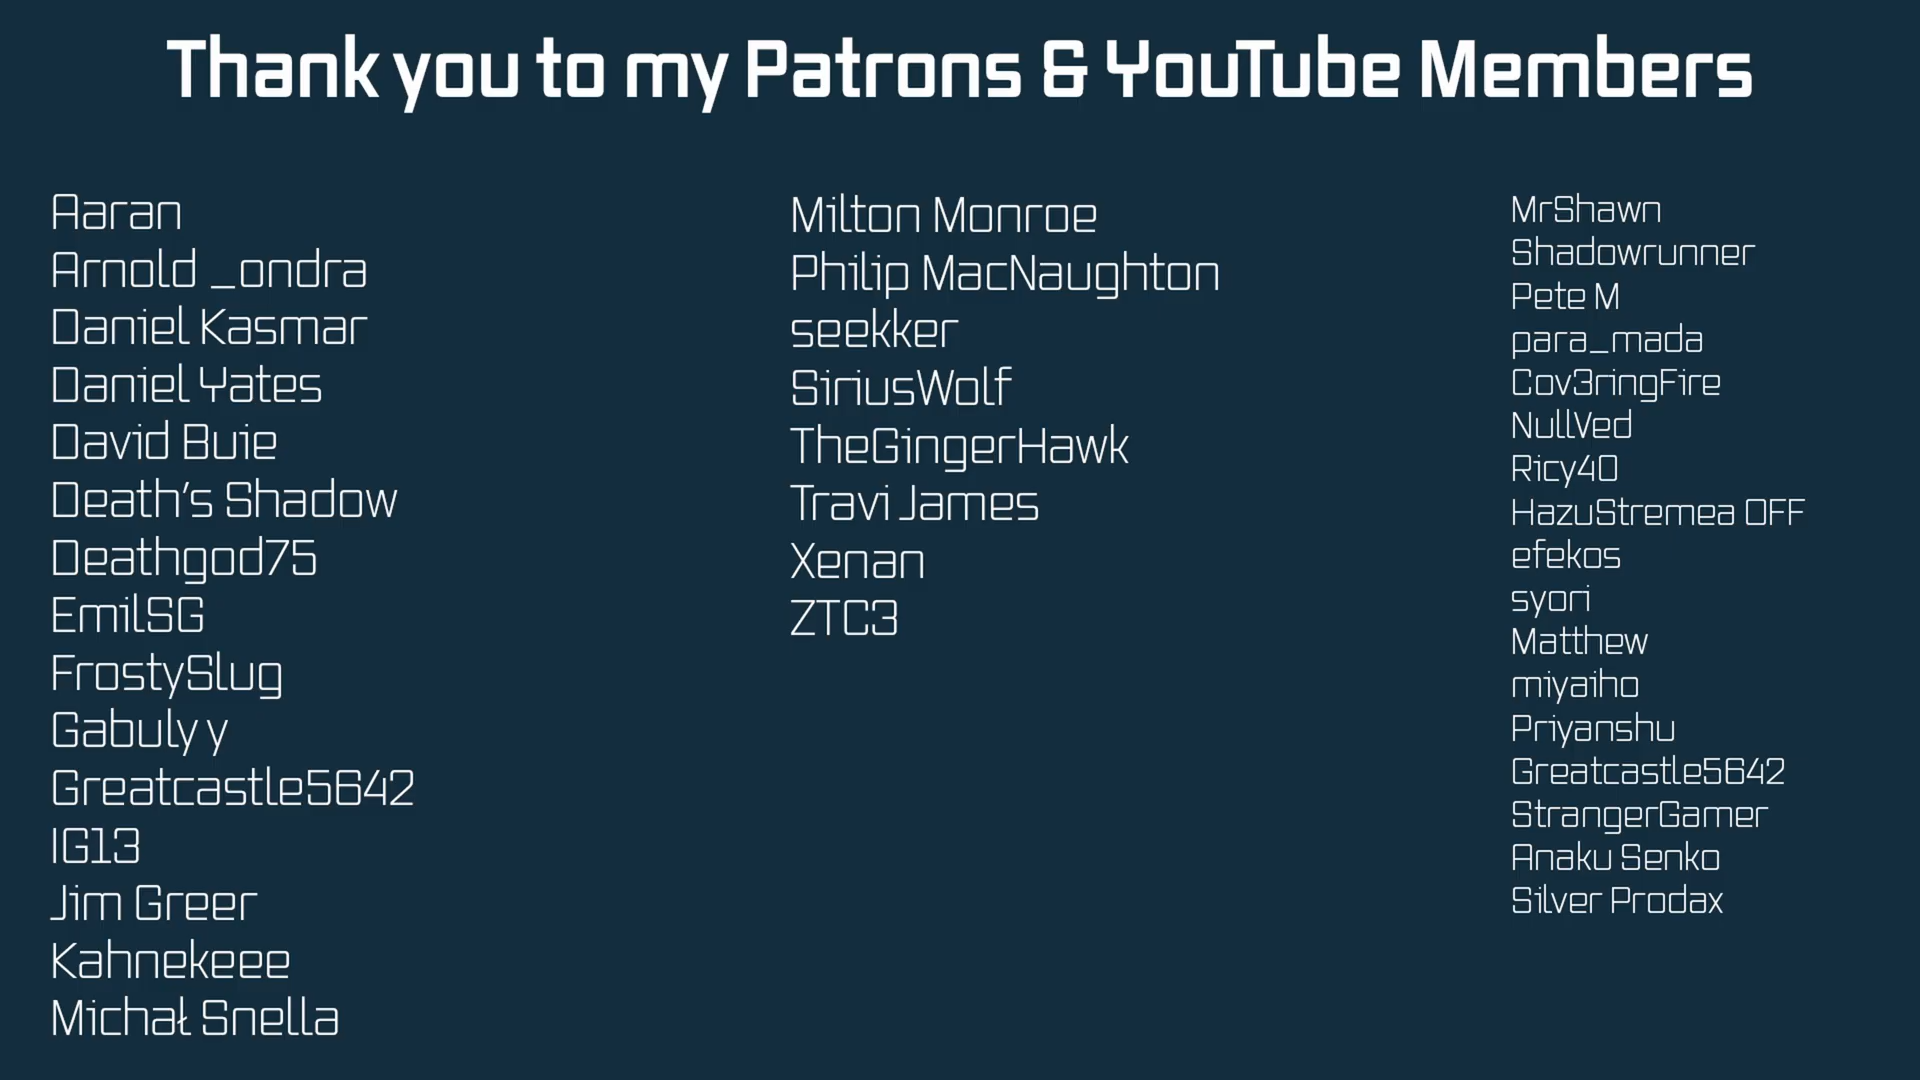 Thank you to my Patrons & YouTube Members
Aaran
Arnold _ondra
Daniel Kasmar
Daniel Yates
David Buie
Death's Shadow
Deathgod75
EmilSG
FrostySlug
Gabuly y
Greatcastle5642
IG13
Jim Greer
Kahnekeee
Michał Snella
Milton Monroe
Philip MacNaughton
seekker
SiriusWolf
TheGingerHawk
Travi James
Xenan
ZTC3
MrShawn
Shadowrunner
Pete M
para_mada
Cov3ringFire
NullVed
Ricy40
HazuStremea OFF
efekos
syori
Matthew
miyaiho
Priyanshu
Greatcastle5642
StrangerGamer
Anaku Senko
Silver Prodax